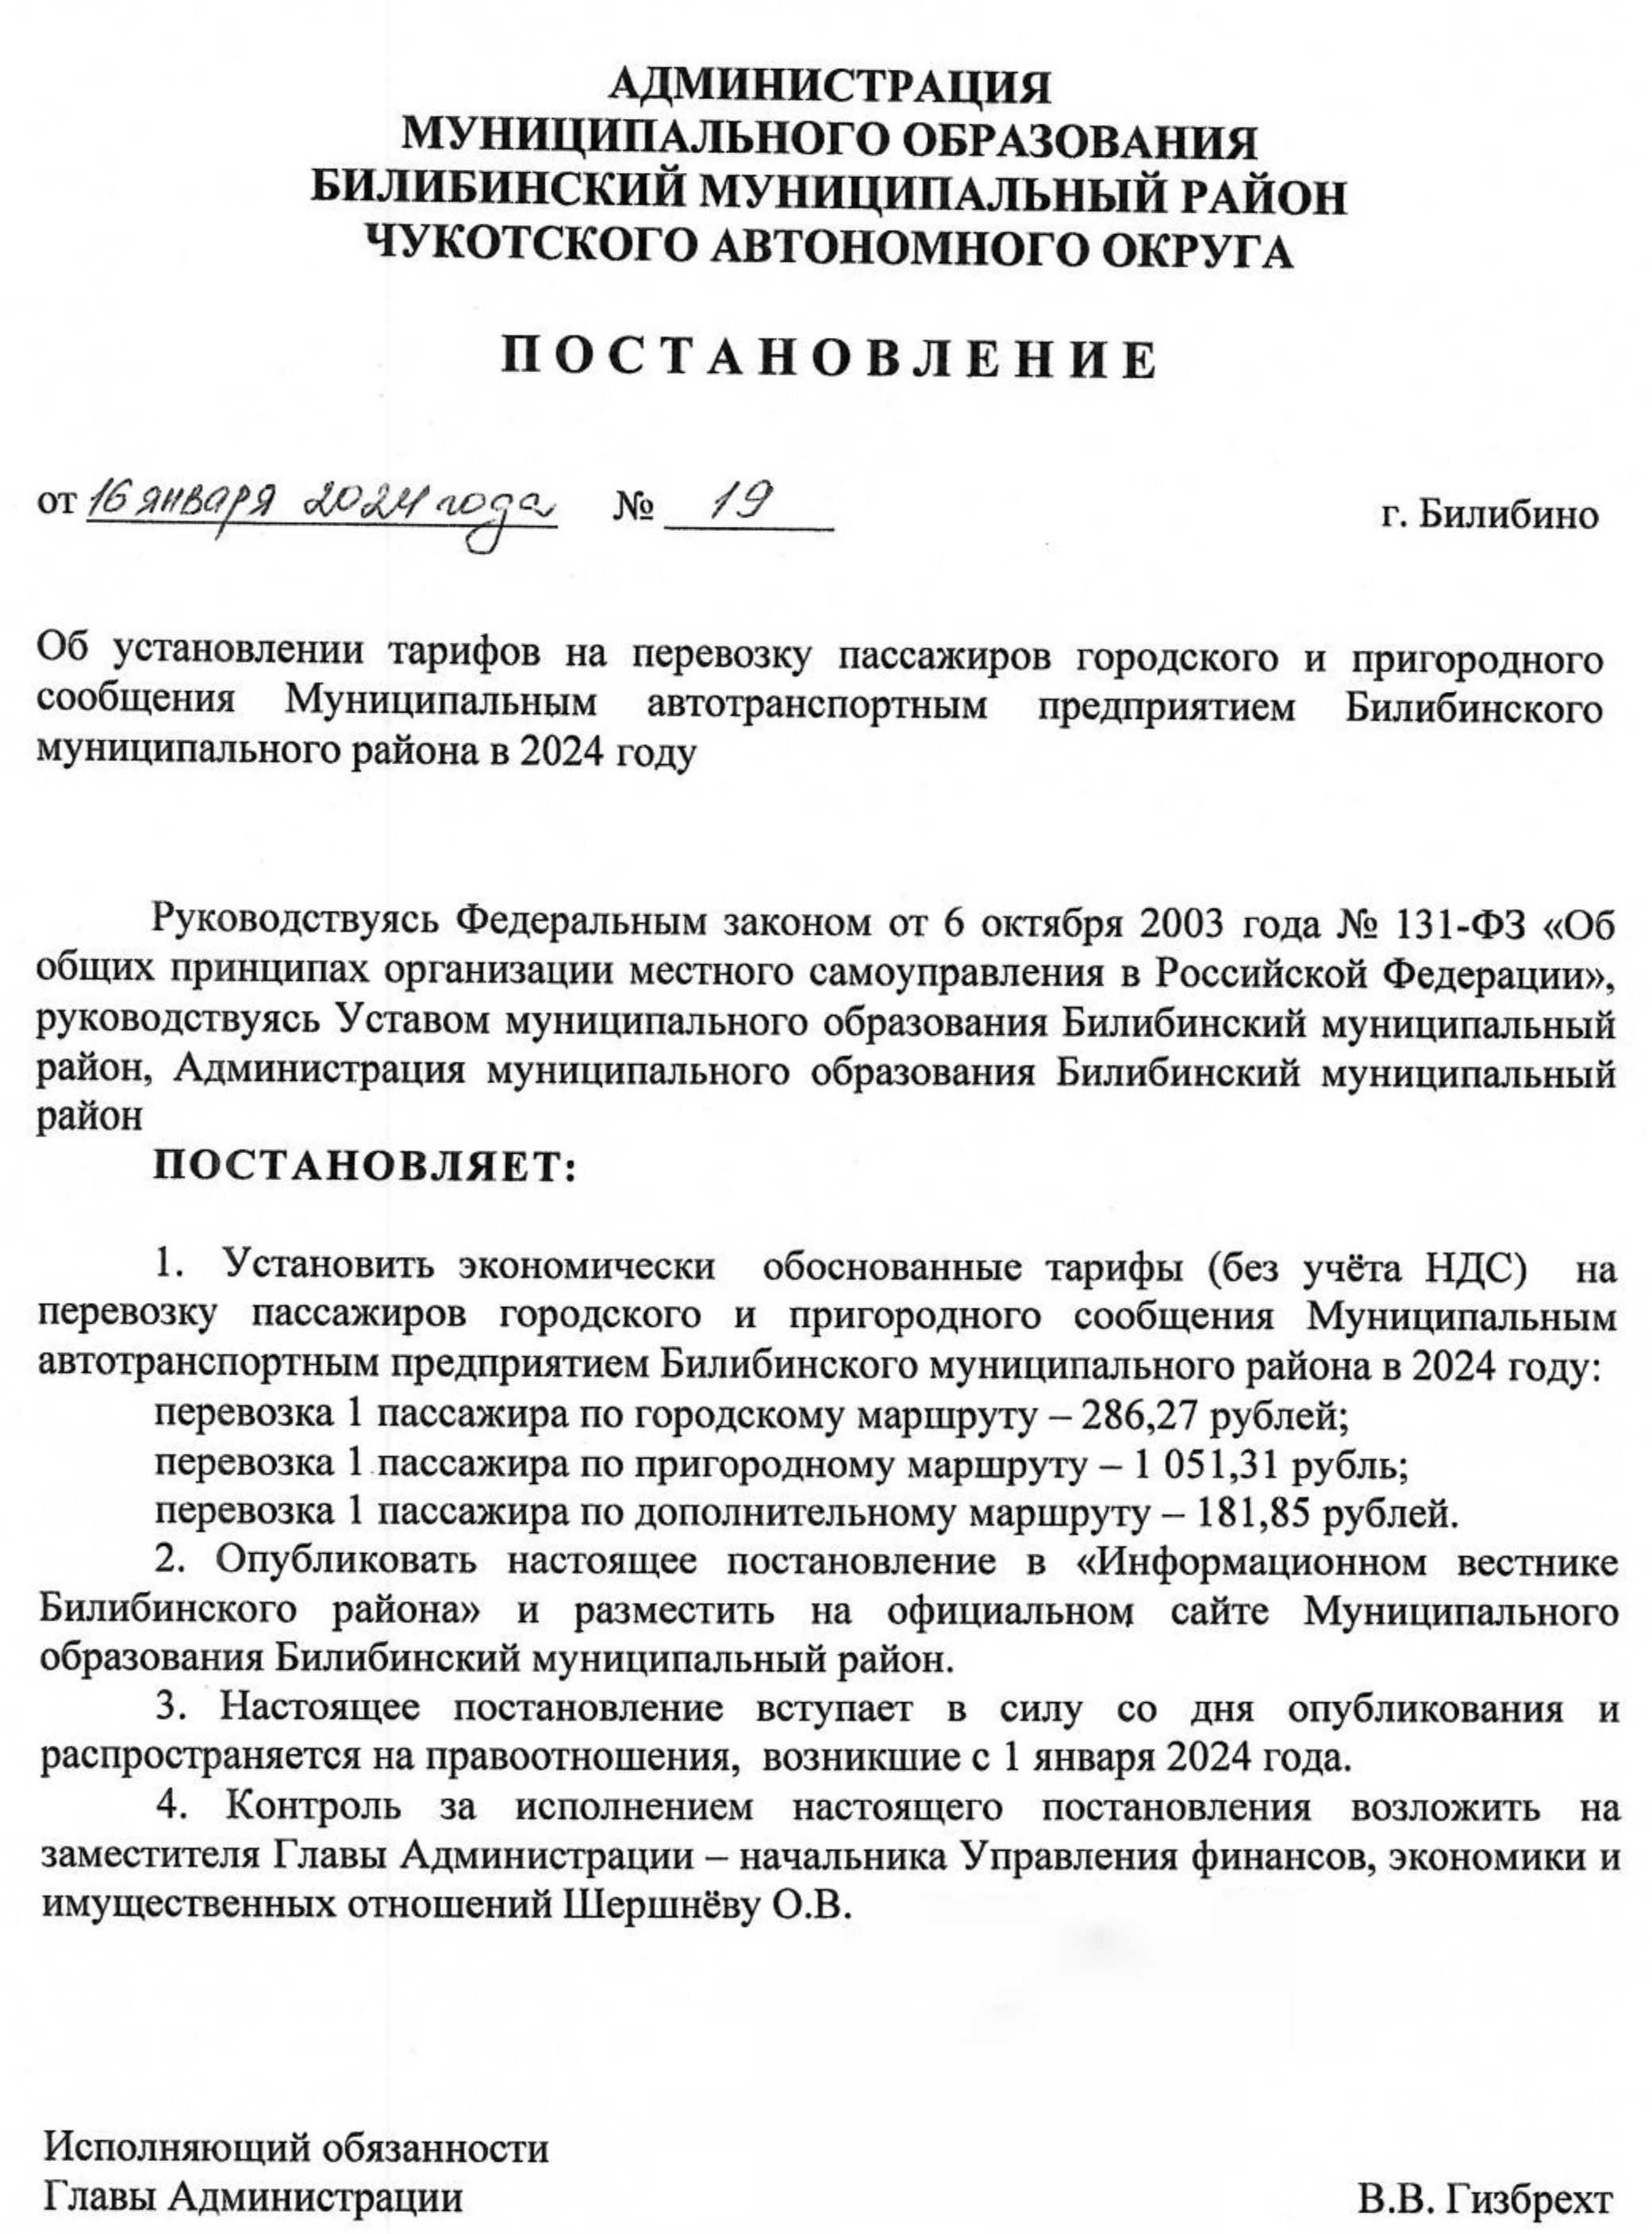 АДМИНИСТРАЦИЯ
МУНИЦИПАЛЬНОГО ОБРАЗОВАНИЯ
БИЛИБИНСКИЙ МУНИЦИПАЛЬНЫЙ РАЙОН
ЧУКОТСКОГО АВТОНОМНОГО ОКРУГА
П О С Т А Н О В Л Е Н И Е
от 16 января 2024 года № 19 г. Билибино
Об установлении тарифов на перевозку пассажиров городского и пригородного
сообщения Муниципальным автотранспортным предприятием Билибинского
муниципального района в 2024 году
Руководствуясь Федеральным законом от 6 октября 2003 года № 131-ФЗ «Об
общих принципах организации местного самоуправления в Российской Федерации»,
руководствуясь Уставом муниципального образования Билибинский муниципальный
район, Администрация муниципального образования Билибинский муниципальный
район
ПОСТАНОВЛЯЕТ:
1. Установить экономически обоснованные тарифы (без учёта НДС) на
перевозку пассажиров городского и пригородного сообщения Муниципальным
автотранспортным предприятием Билибинского муниципального района в 2024 году:
перевозка 1 пассажира по городскому маршруту – 286,27 рублей;
перевозка 1 пассажира по пригородному маршруту – 1 051,31 рубль;
перевозка 1 пассажира по дополнительному маршруту – 181,85 рублей.
2. Опубликовать настоящее постановление в «Информационном вестнике
Билибинского района» и разместить на официальном сайте Муниципального
образования Билибинский муниципальный район.
3. Настоящее постановление вступает в силу со дня опубликования и
распространяется на правоотношения, возникшие с 1 января 2024 года.
4. Контроль за исполнением настоящего постановления возложить на
заместителя Главы Администрации – начальника Управления финансов, экономики и
имущественных отношений Шершнёву О.В.
Исполняющий обязанности
Главы Администрации В.В. Гизбрехт